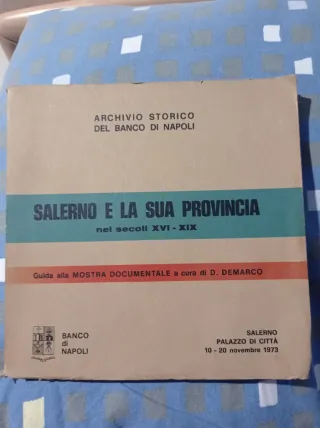 ARCHIVIO STORICO
DEL BANCO DI NAPOLI
SALERNO E LA SUA PROVINCIA
nei secoli XVI - XIX
Guida alla MOSTRA DOCUMENTALE a cura di D. DEMARCO
BANCO
di
NAPOLI
SALERNO
PALAZZO DI CITTÀ
10 - 20 novembre 1973